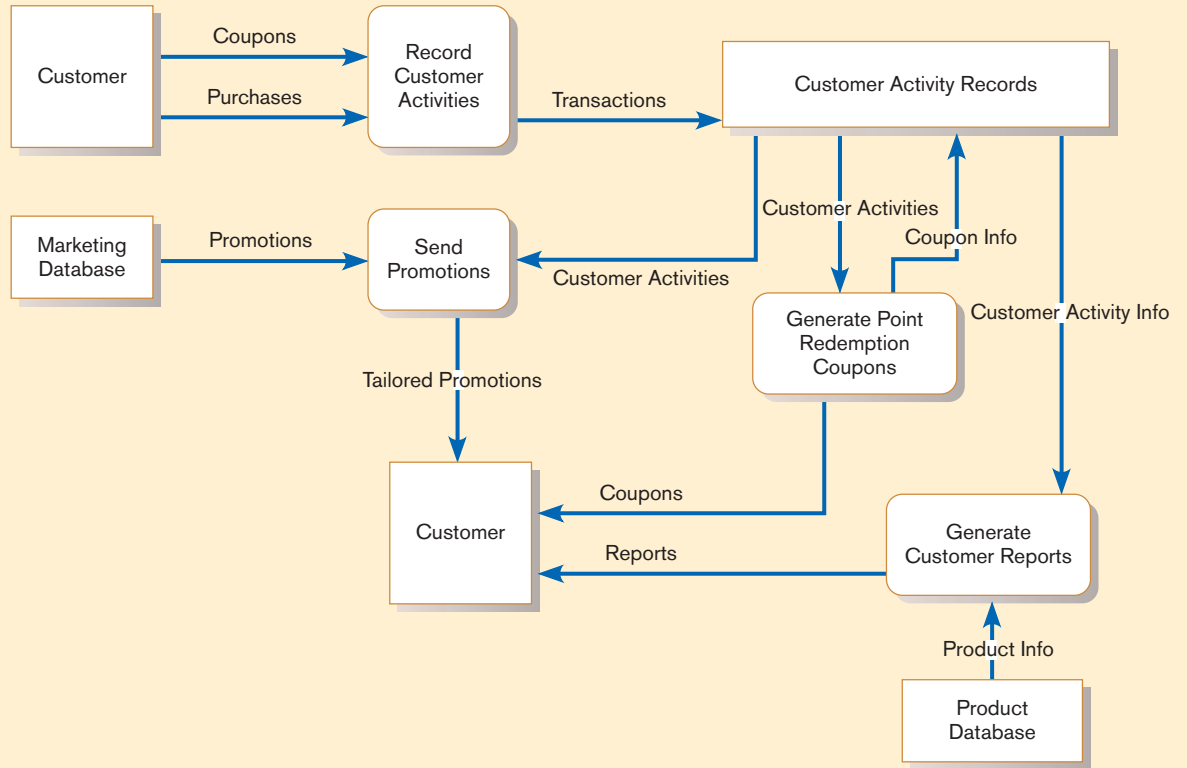 Customer
Coupons
Purchases
Record
Customer
Activities
Transactions
Customer Activity Records
Marketing
Database
Promotions
Send
Promotions
Customer Activities
Customer Activities
Coupon Info
Customer Activity Info
Generate Point
Redemption
Coupons
Tailored Promotions
Customer
Coupons
Reports
Generate
Customer Reports
Product Info
Product
Database